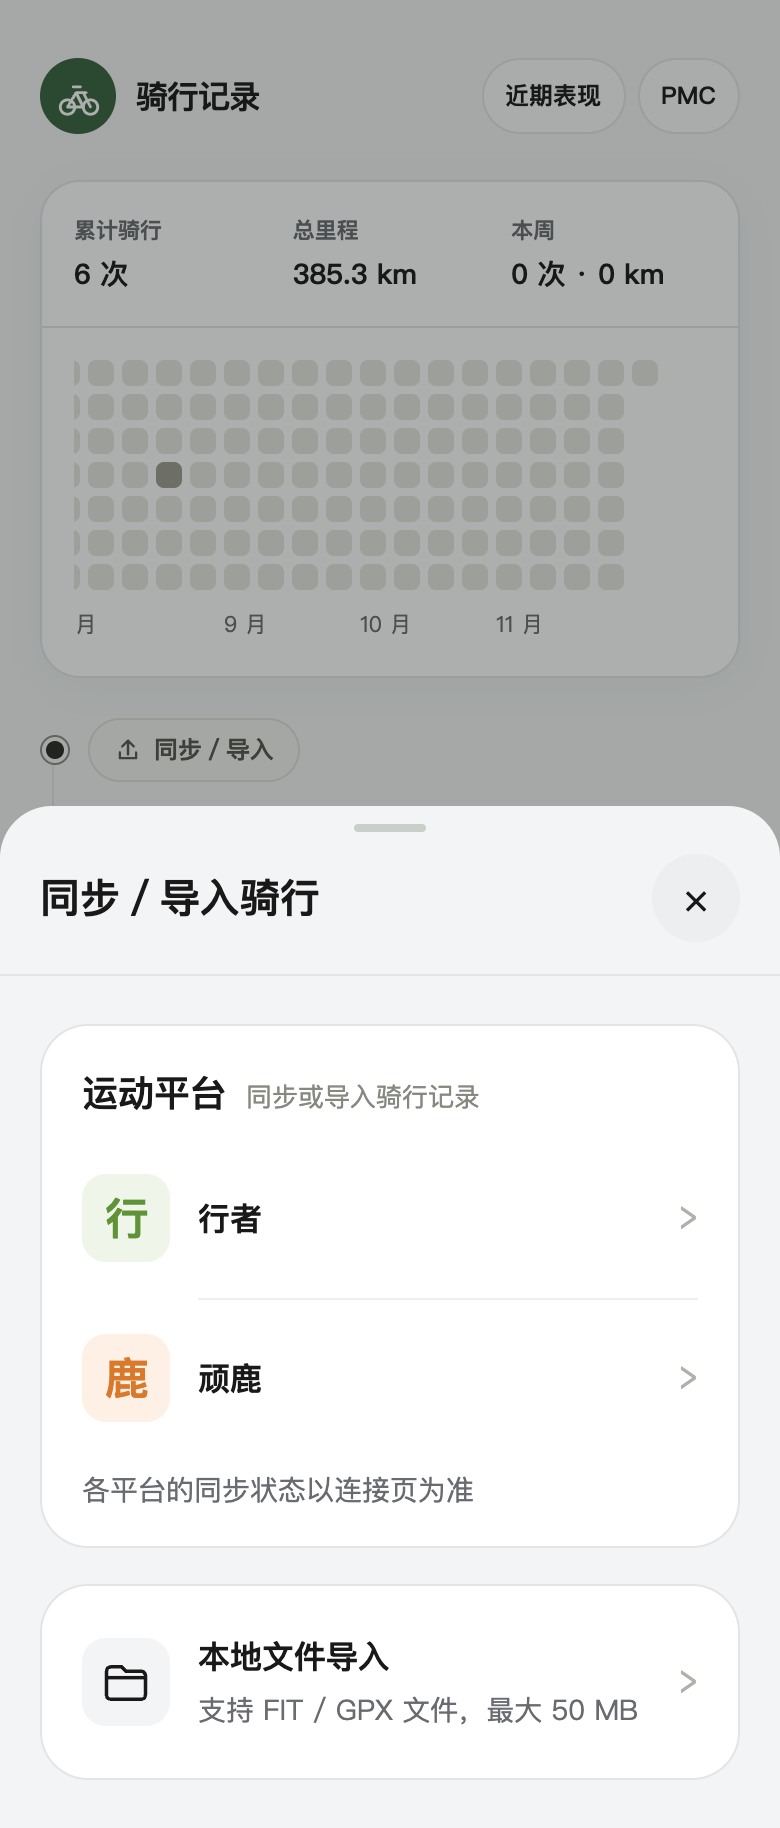 骑行记录 近期表现 PMC
累计骑行 总里程 本周
6 次 385.3 km 0 次 · 0 km
月 9 月 10 月 11 月
同步 / 导入
同步 / 导入骑行
运动平台 同步或导入骑行记录
行 行者
鹿 顽鹿
各平台的同步状态以连接页为准
本地文件导入
支持 FIT / GPX 文件，最大 50 MB